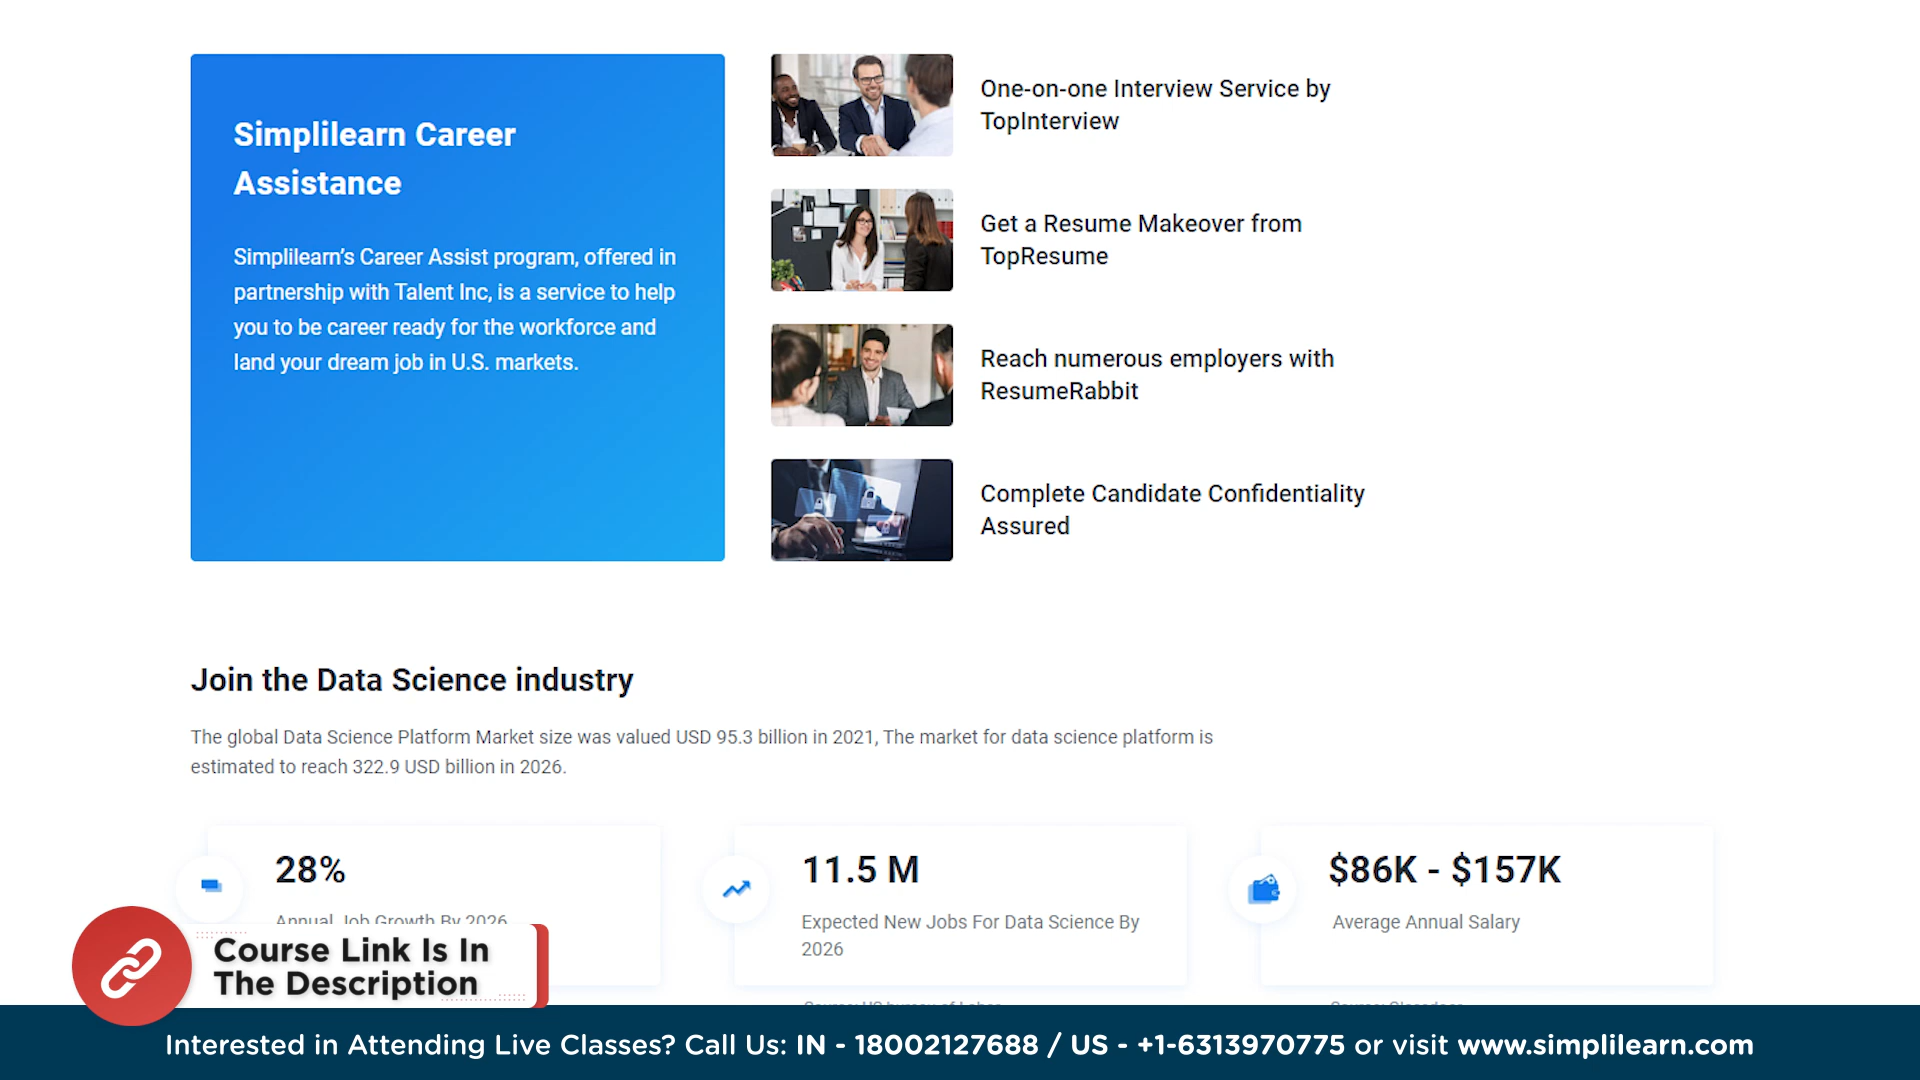 Simplilearn Career
Assistance
Simplilearn's Career Assist program, offered in
partnership with Talent Inc, is a service to help
you to be career ready for the workforce and
land your dream job in U.S. markets.
One-on-one Interview Service by
TopInterview
Get a Resume Makeover from
TopResume
Reach numerous employers with
ResumeRabbit
Complete Candidate Confidentiality
Assured
Join the Data Science industry
The global Data Science Platform Market size was valued USD 95.3 billion in 2021, The market for data science platform is
estimated to reach 322.9 USD billion in 2026.
28%
Annual Job Growth By 2026
11.5 M
Expected New Jobs For Data Science By
2026
$86K - $157K
Average Annual Salary
Course Link Is In
The Description
Interested in Attending Live Classes? Call Us: IN - 18002127688 / US - +1-6313970775 or visit www.simplilearn.com